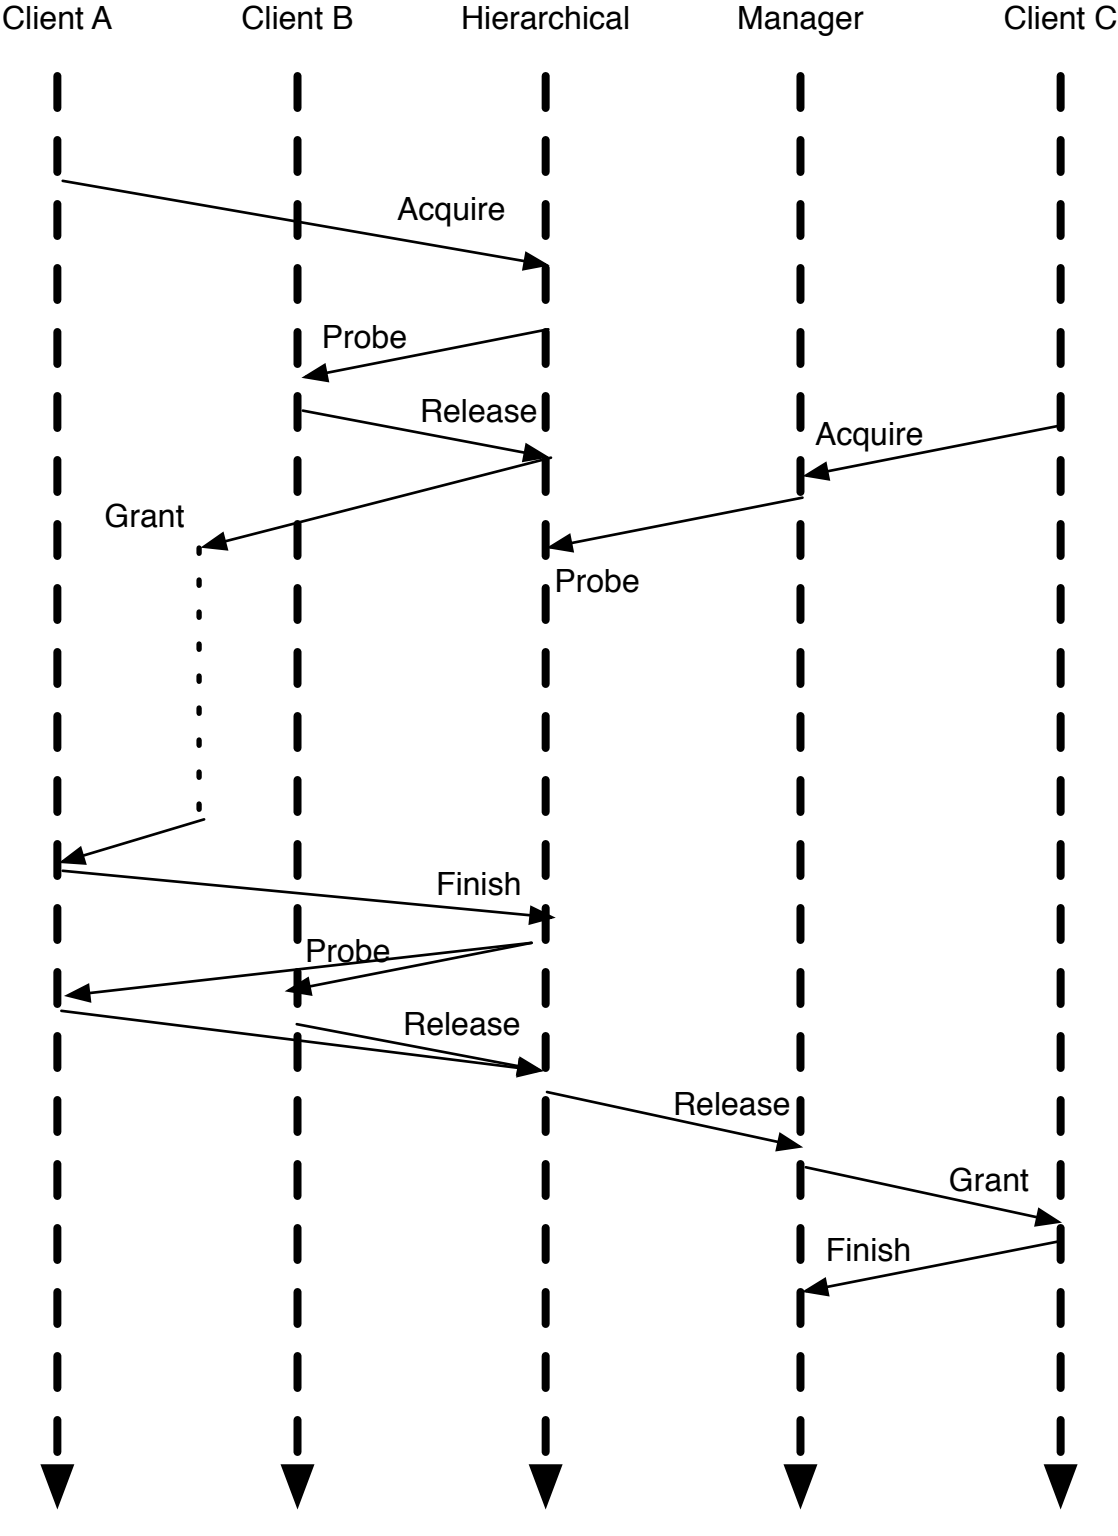 Client A Client B Hierarchical Manager Client C
Acquire
Probe
Release
Acquire
Grant
Probe
Finish
Probe
Release
Release
Grant
Finish